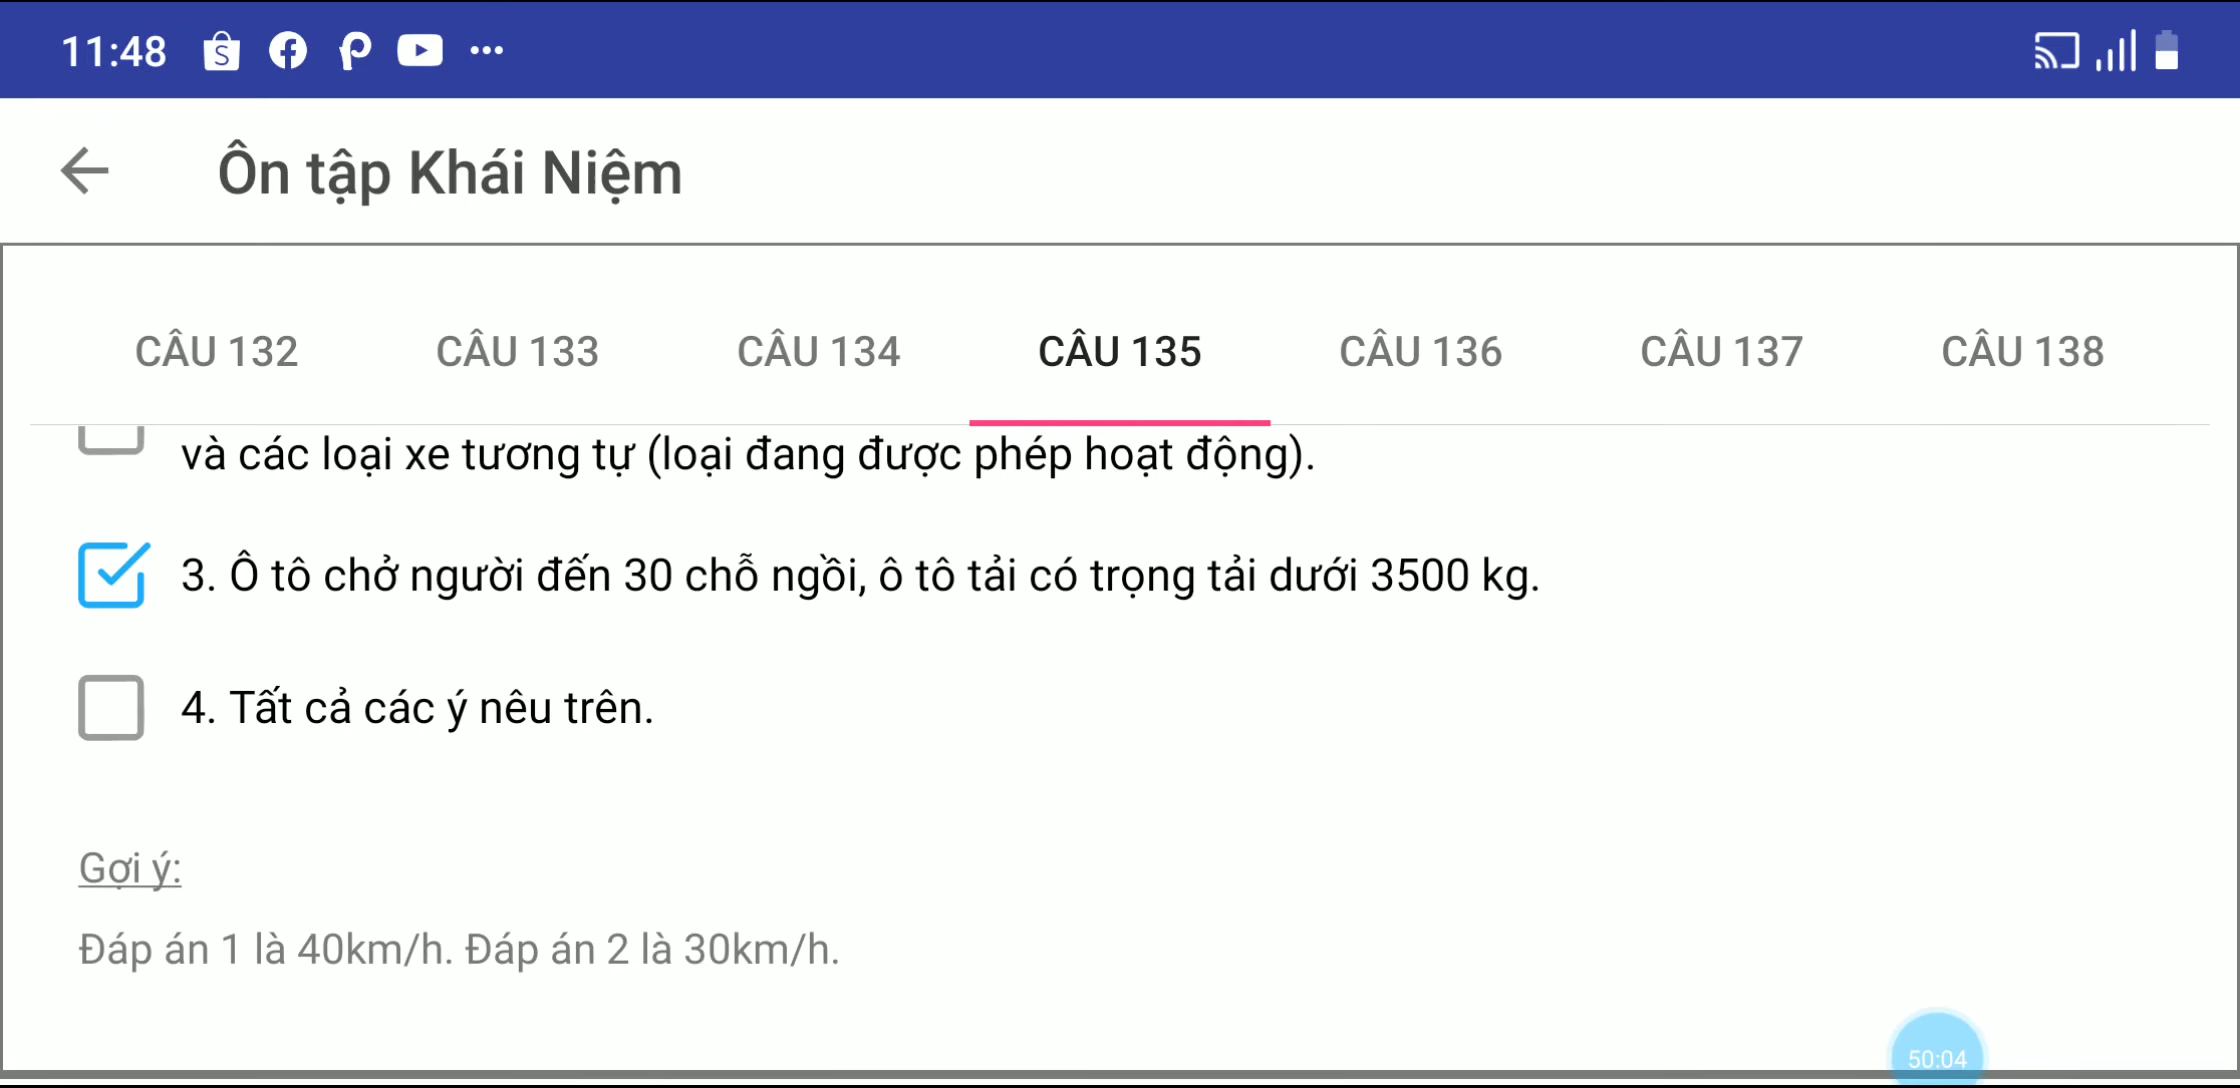 11:48
Ôn tập Khái Niệm
CÂU 132 CÂU 133 CÂU 134 CÂU 135 CÂU 136 CÂU 137 CÂU 138
và các loại xe tương tự (loại đang được phép hoạt động).
3. Ô tô chở người đến 30 chỗ ngồi, ô tô tải có trọng tải dưới 3500 kg.
4. Tất cả các ý nêu trên.
Gợi ý:
Đáp án 1 là 40km/h. Đáp án 2 là 30km/h.
50:04